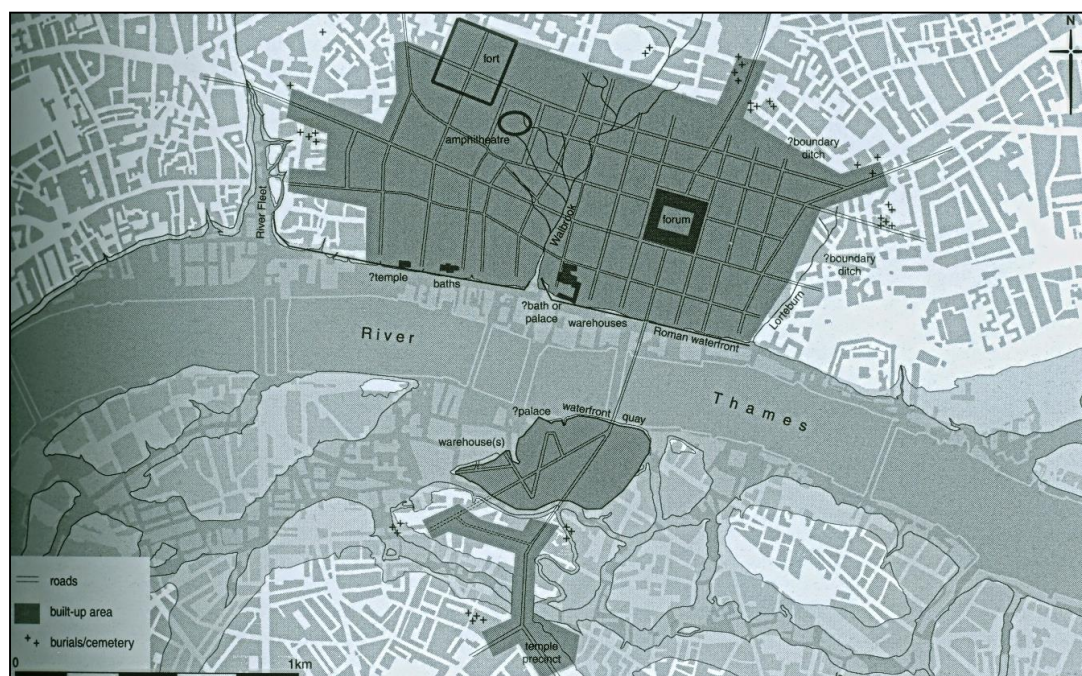 N
fort
amphitheatre
?boundary
ditch
River Fleet
Walbrook
forum
?temple
baths
?bath or
palace
warehouses
Roman waterfront
?boundary
ditch
Lorteburn
River
Thames
?palace
waterfront
quay
warehouse(s)
temple
precinct
roads
built-up area
burials/cemetery
0
1km